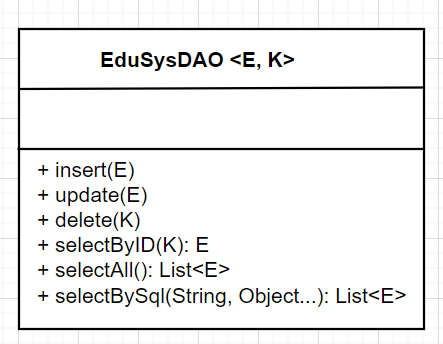 EduSysDAO <E, K>
+ insert(E)
+ update(E)
+ delete(K)
+ selectByID(K): E
+ selectAll(): List<E>
+ selectBySql(String, Object...): List<E>